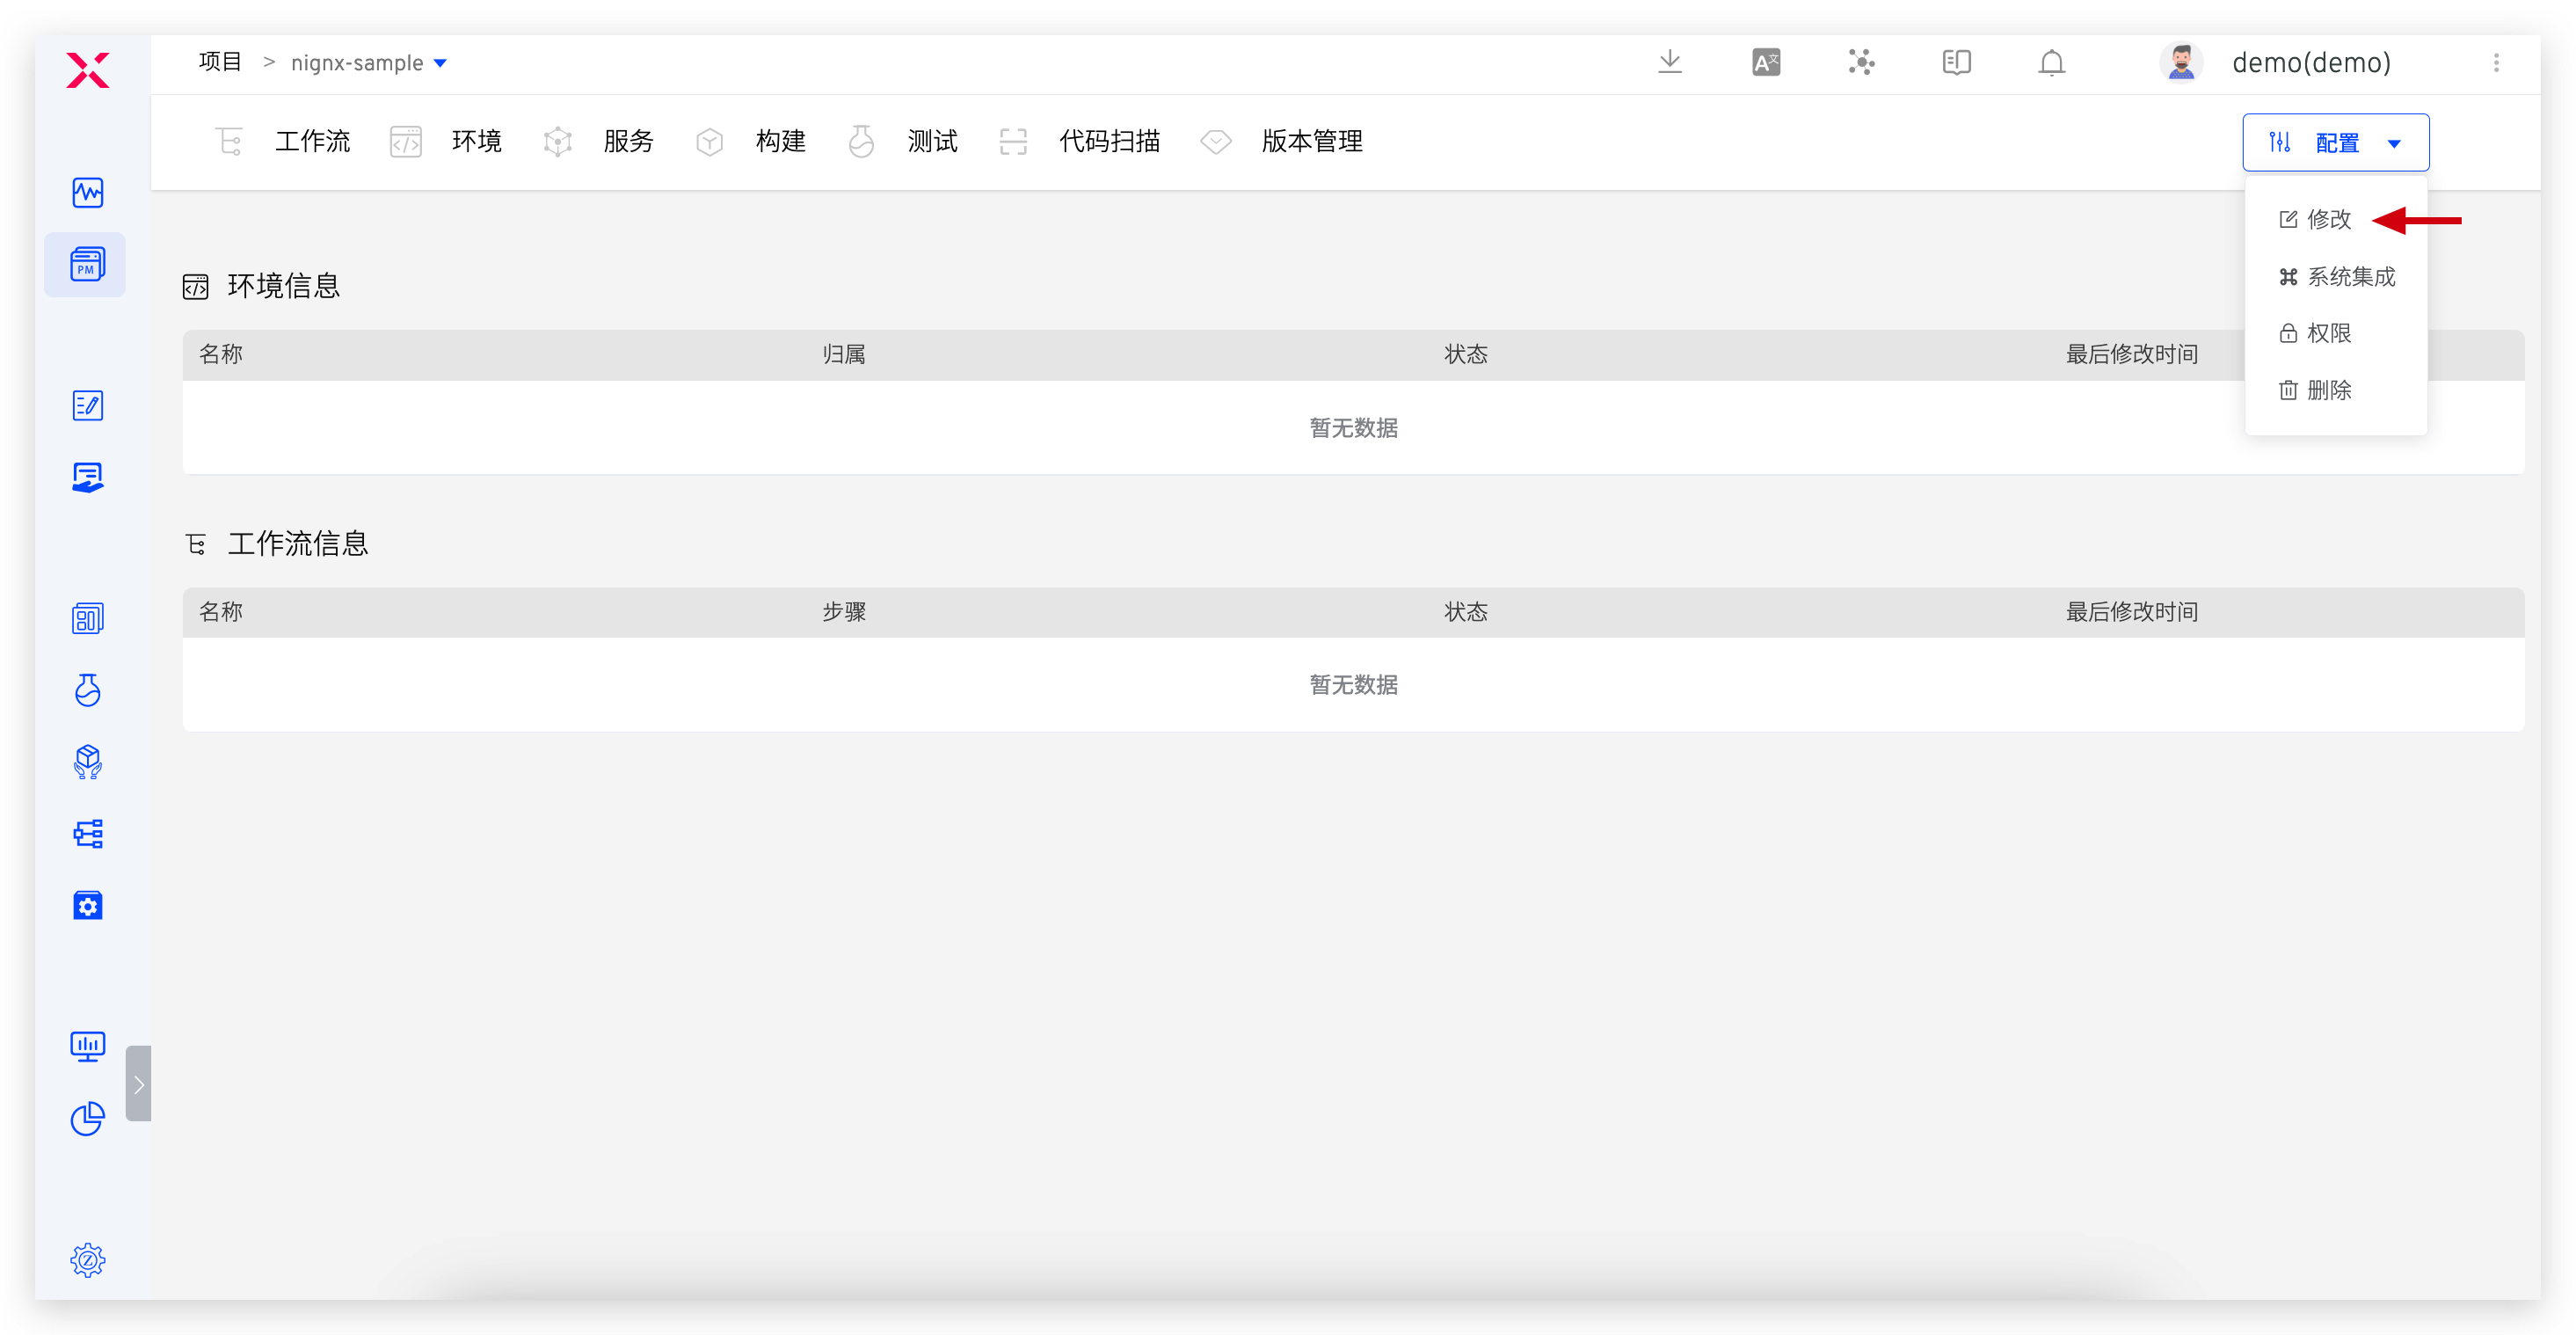 项目 > nignx-sample
demo(demo)
工作流 环境 服务 构建 测试 代码扫描 版本管理
配置
修改
系统集成
权限
删除
PM
环境信息
名称 归属 状态 最后修改时间
暂无数据
工作流信息
名称 步骤 状态 最后修改时间
暂无数据